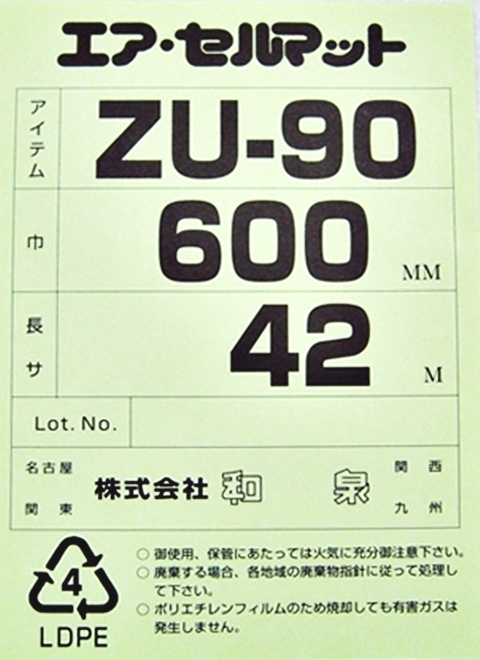 エア・セルマット
アイテム
ZU-90
巾
600 MM
長サ
42 M
Lot. No.
名古屋 関東 株式会社 和泉 関西 九州
4
LDPE
○ 御使用、保管にあたっては火気に充分御注意下さい。
○ 廃棄する場合、各地域の廃棄物指針に従って処理し
て下さい。
○ ポリエチレンフィルムのため焼却しても有害ガスは
発生しません。